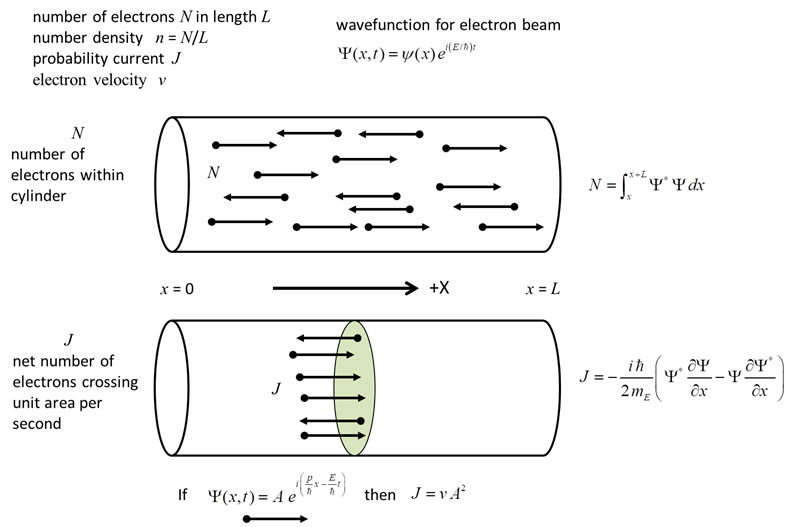 number of electrons N in length L
number density n = N/L
probability current J
electron velocity v
wavefunction for electron beam
Ψ(x,t) = ψ(x) e^{i(E/ħ)t}
N
number of
electrons within
cylinder
N
N = ∫_x^{x+L} Ψ* Ψ dx
x = 0
+X
x = L
J
net number of
electrons crossing
unit area per
second
J
J = − iħ/2m_E (Ψ* ∂Ψ/∂x − Ψ ∂Ψ*/∂x)
If Ψ(x,t) = A e^{i(p/ħ x − E/ħ t)} then J = v A²